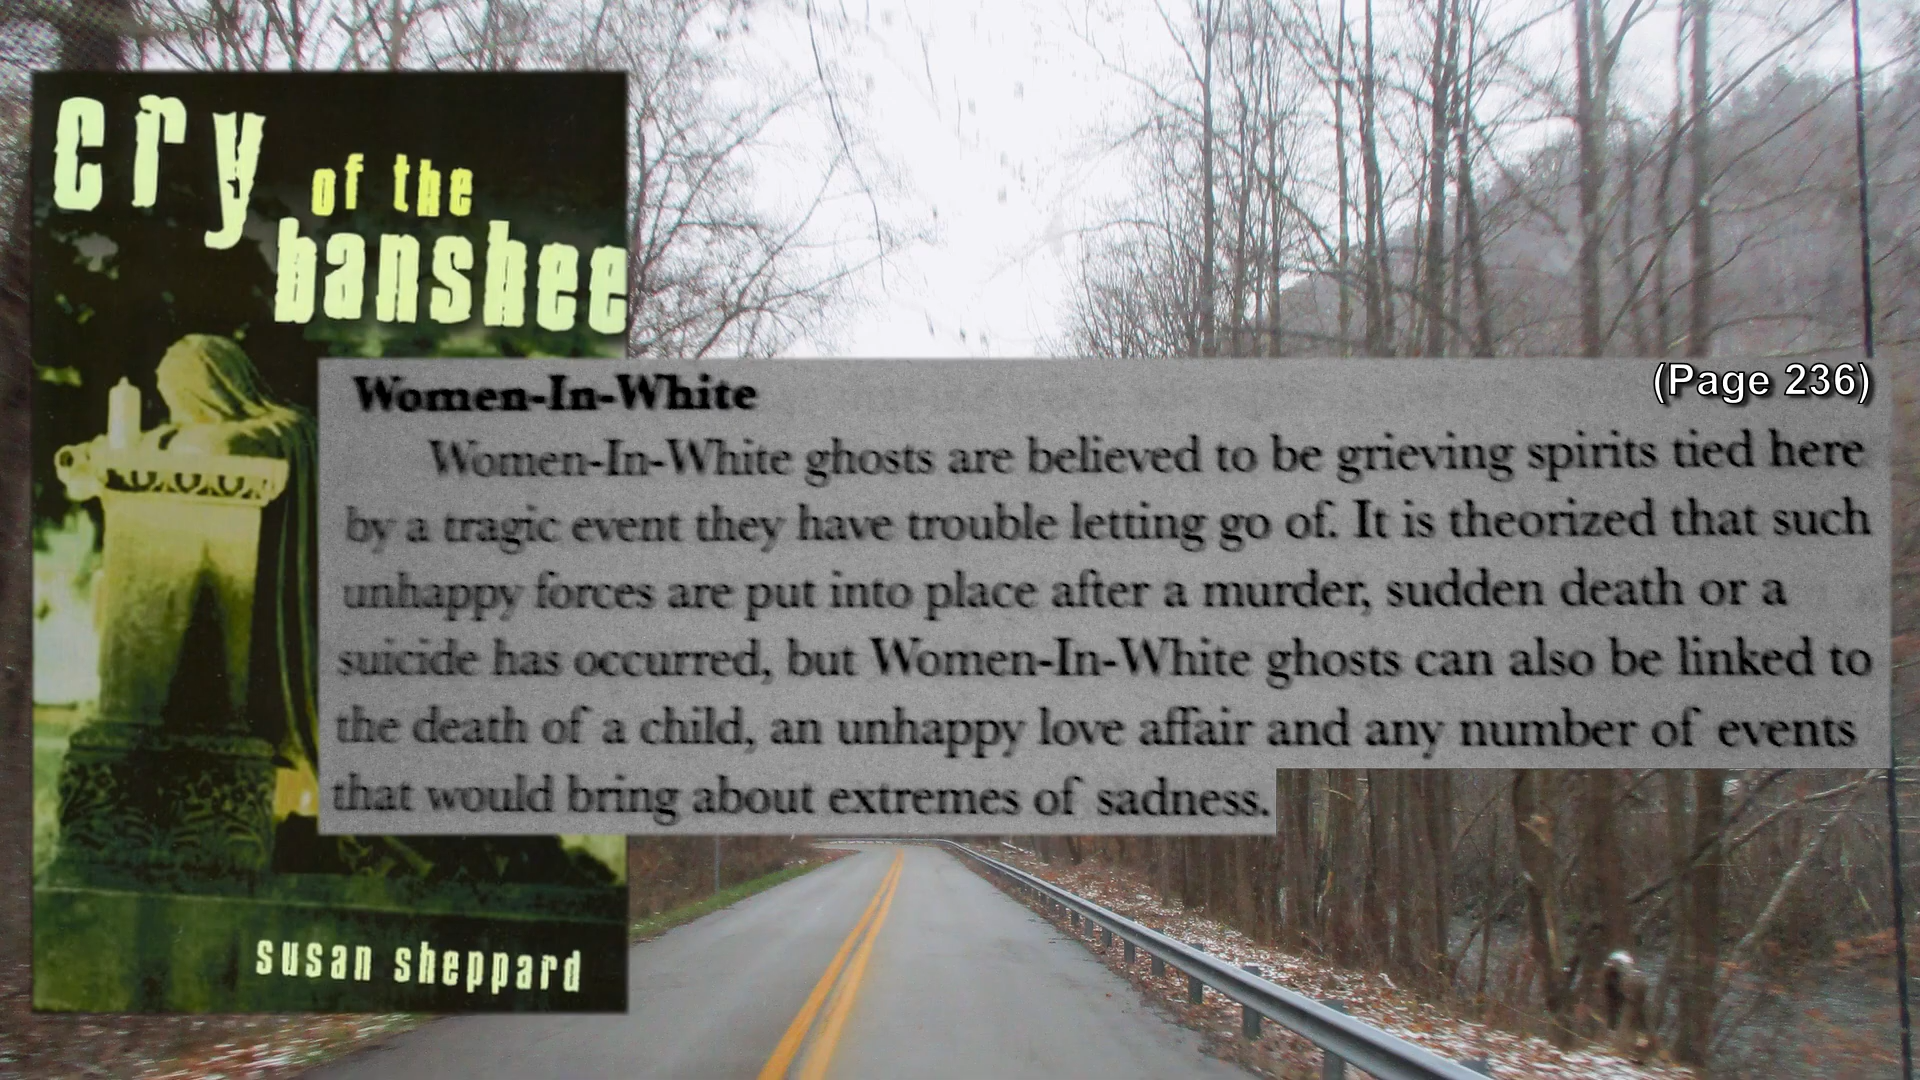 cry
of the
banshee
susan sheppard
(Page 236)
Women-In-White
Women-In-White ghosts are believed to be grieving spirits tied here
by a tragic event they have trouble letting go of. It is theorized that such
unhappy forces are put into place after a murder, sudden death or a
suicide has occurred, but Women-In-White ghosts can also be linked to
the death of a child, an unhappy love affair and any number of events
that would bring about extremes of sadness.